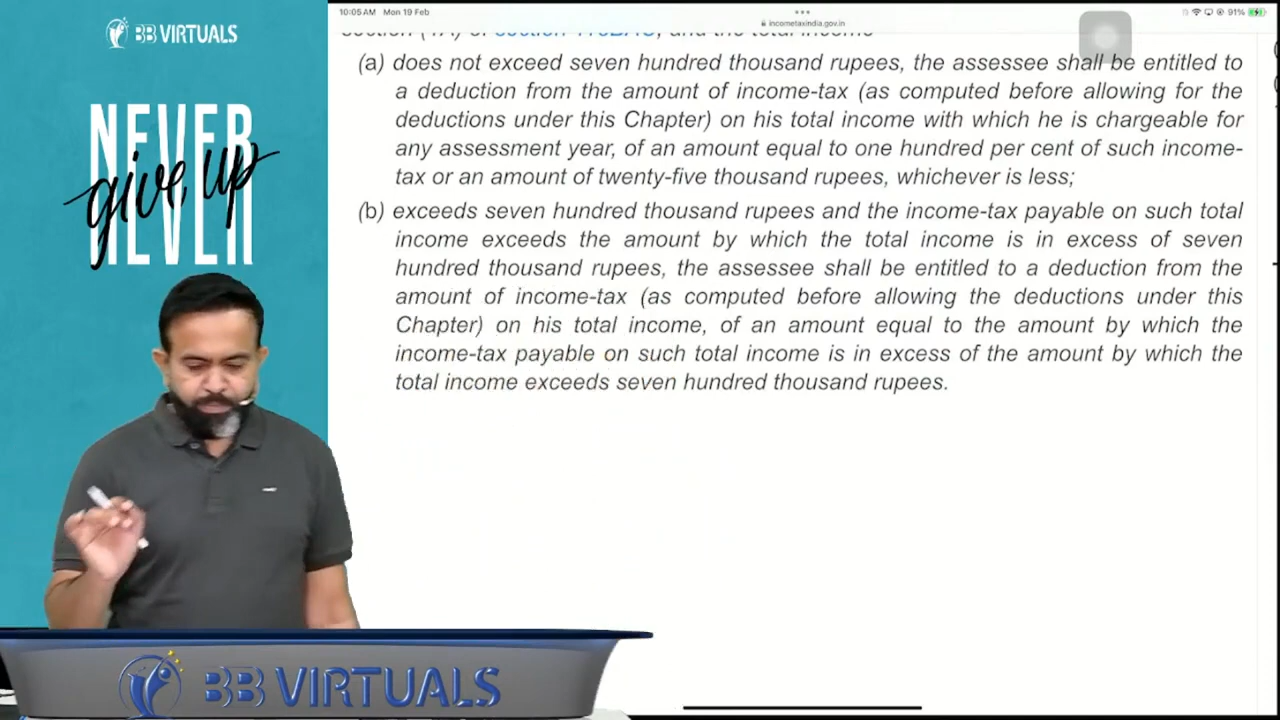 10:05 AM Mon 19 Feb
incometaxindia.gov.in
91%
BB VIRTUALS
NEVER
give up
NEVER
(a) does not exceed seven hundred thousand rupees, the assessee shall be entitled to
a deduction from the amount of income-tax (as computed before allowing for the
deductions under this Chapter) on his total income with which he is chargeable for
any assessment year, of an amount equal to one hundred per cent of such income-
tax or an amount of twenty-five thousand rupees, whichever is less;
(b) exceeds seven hundred thousand rupees and the income-tax payable on such total
income exceeds the amount by which the total income is in excess of seven
hundred thousand rupees, the assessee shall be entitled to a deduction from the
amount of income-tax (as computed before allowing the deductions under this
Chapter) on his total income, of an amount equal to the amount by which the
income-tax payable on such total income is in excess of the amount by which the
total income exceeds seven hundred thousand rupees.
BB VIRTUALS